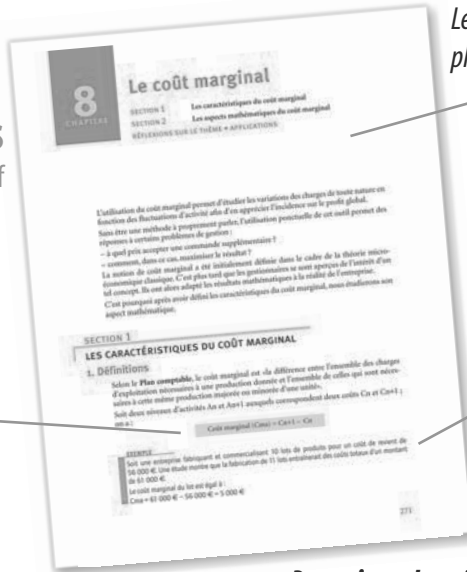 Le
pl
S
f
8
CHAPITRE
Le coût marginal
SECTION 1 Les caractéristiques du coût marginal
SECTION 2 Les aspects mathématiques du coût marginal
RÉFLEXIONS SUR LE THÈME • APPLICATIONS
L'utilisation du coût marginal permet d'étudier les variations des charges de toute nature en
fonction des fluctuations d'activité afin d'en apprécier l'incidence sur le profit global.
Sans être une méthode à proprement parler, l'utilisation ponctuelle de cet outil permet des
réponses à certains problèmes de gestion :
– à quel prix accepter une commande supplémentaire ?
– comment, dans ce cas, maximiser le résultat ?
La notion de coût marginal a été initialement définie dans le cadre de la théorie micro-
économique classique. C'est plus tard que les gestionnaires se sont aperçus de l'intérêt d'un
tel concept. Ils ont alors adapté les résultats mathématiques à la réalité de l'entreprise.
C'est pourquoi après avoir défini les caractéristiques du coût marginal, nous étudierons son
aspect mathématique.
SECTION 1
LES CARACTÉRISTIQUES DU COÛT MARGINAL
1. Définitions
Selon le Plan comptable, le coût marginal est «la différence entre l'ensemble des charges
d'exploitation nécessaires à une production donnée et l'ensemble de celles qui sont néces-
saires à cette même production majorée ou minorée d'une unité».
Soit deux niveaux d'activités An et An+1 auxquels correspondent deux coûts Cn et Cn+1 ;
on a :
Coût marginal (Cma) = Cn+1 – Cn
EXEMPLE
Soit une entreprise fabriquant et commercialisant 10 lots de produits pour un coût de revient de
56 000 €. Une étude montre que la fabrication de 11 lots entraînerait des coûts totaux d'un montant
de 61 000 €.
Le coût marginal du lot est égal à :
Cma = 61 000 € – 56 000 € = 5 000 €
271